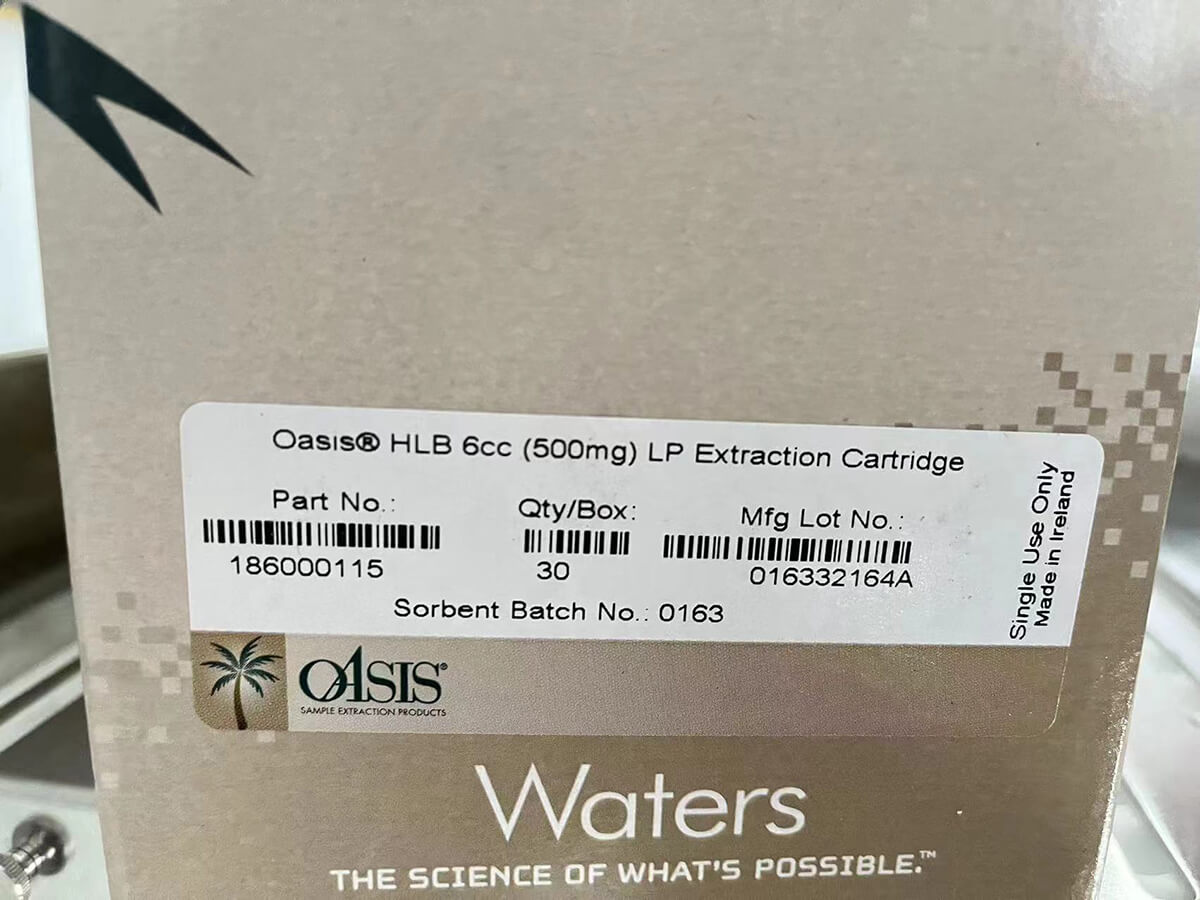 Oasis® HLB 6cc (500mg) LP Extraction Cartridge
Part No.: Qty/Box: Mfg Lot No.:
186000115 30 016332164A
Sorbent Batch No.: 0163
Single Use Only
Made in Ireland
OASIS®
SAMPLE EXTRACTION PRODUCTS
Waters
THE SCIENCE OF WHAT'S POSSIBLE.™